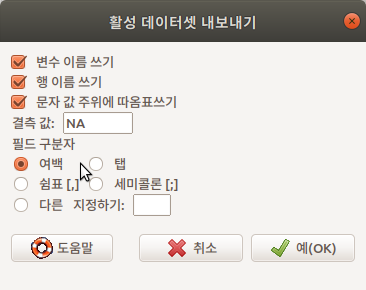 활성 데이터셋 내보내기
변수 이름 쓰기
행 이름 쓰기
문자 값 주위에 따옴표쓰기
결측 값: NA
필드 구분자
여백 탭
쉼표 [,] 세미콜론 [;]
다른 지정하기:
도움말 취소 예(OK)